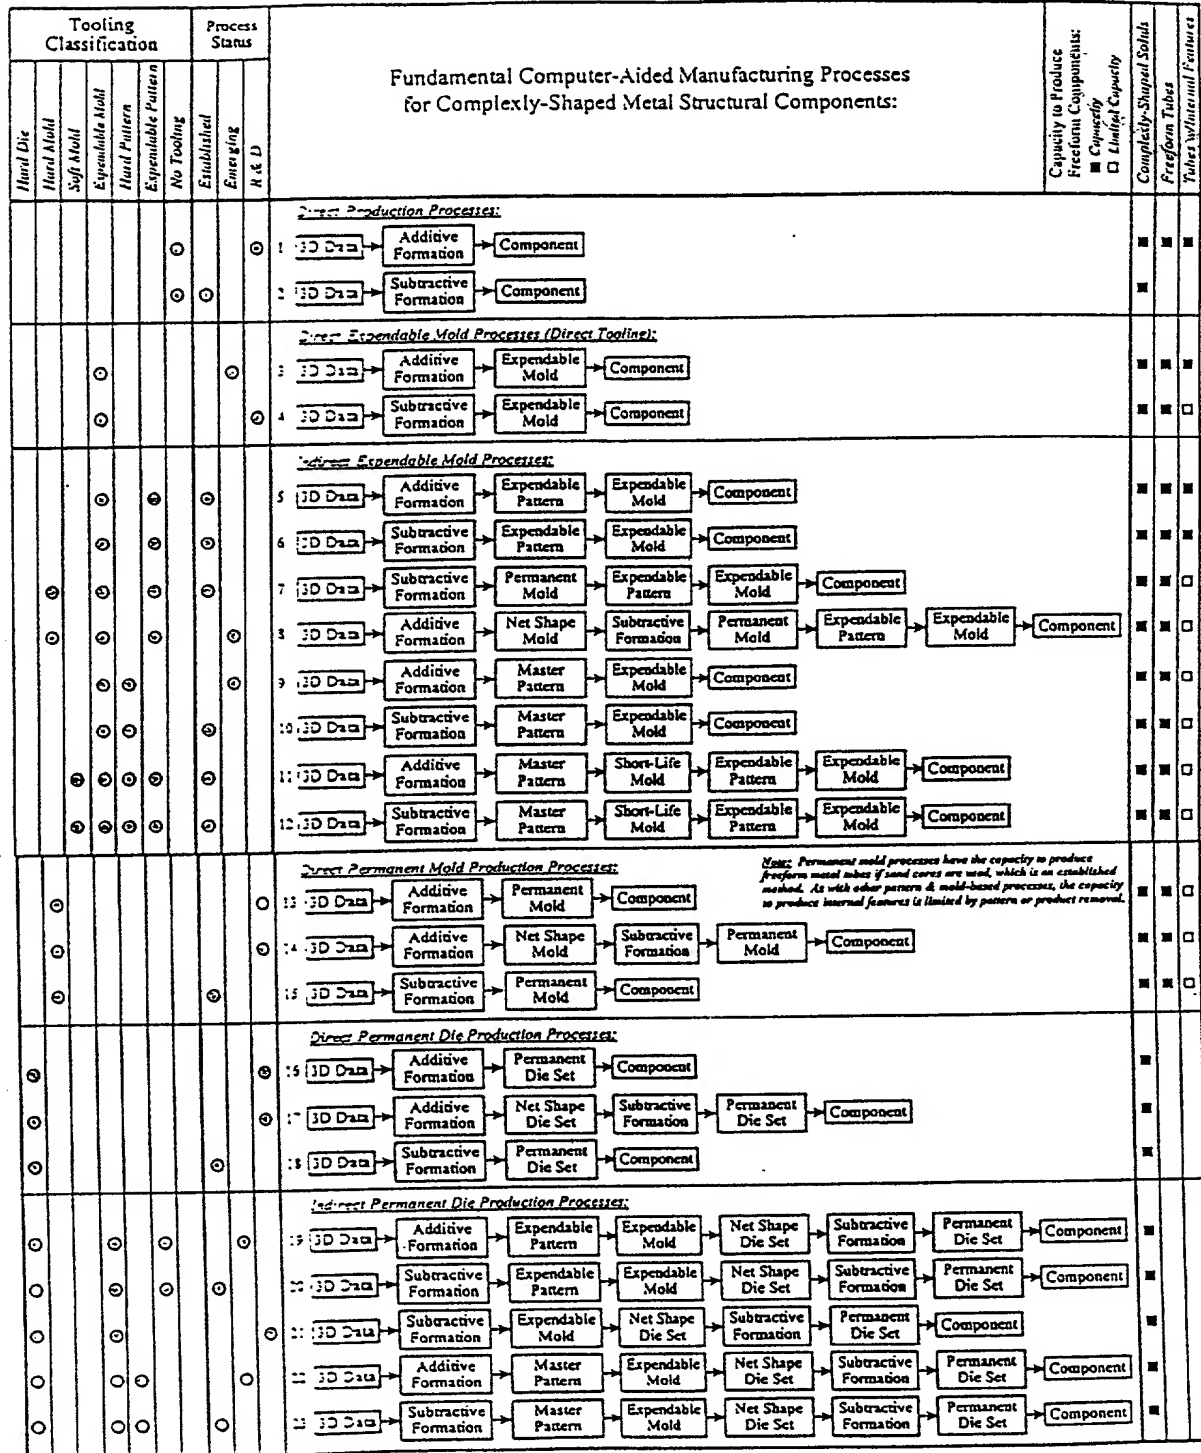 Tooling
Classification
Process
Status
Hard Die
Hard Mold
Soft Mold
Expendable Mold
Hard Pattern
Expendable Pattern
No Tooling
Established
Emerging
R & D
Fundamental Computer-Aided Manufacturing Processes
for Complexly-Shaped Metal Structural Components:
Capacity to Produce
Freeform Components:
■ Capacity
□ Limited Capacity
Complexly-Shaped Solids
Freeform Tubes
Tubes w/Internal Features
Direct Production Processes:
1 3D Data Additive Formation Component
2 3D Data Subtractive Formation Component
Direct Expendable Mold Processes (Direct Tooline):
3 3D Data Additive Formation Expendable Mold Component
4 3D Data Subtractive Formation Expendable Mold Component
Indirect Expendable Mold Processes:
5 3D Data Additive Formation Expendable Pattern Expendable Mold Component
6 3D Data Subtractive Formation Expendable Pattern Expendable Mold Component
7 3D Data Subtractive Formation Permanent Mold Expendable Pattern Expendable Mold Component
8 3D Data Additive Formation Net Shape Mold Subtractive Formation Permanent Mold Expendable Pattern Expendable Mold Component
9 3D Data Additive Formation Master Pattern Expendable Mold Component
10 3D Data Subtractive Formation Master Pattern Expendable Mold Component
11 3D Data Additive Formation Master Pattern Short-Life Mold Expendable Pattern Expendable Mold Component
12 3D Data Subtractive Formation Master Pattern Short-Life Mold Expendable Pattern Expendable Mold Component
Direct Permanent Mold Production Processes:
Note: Permanent mold processes have the capacity to produce
freeform metal tubes if sand cores are used, which is an established
method. As with other pattern & mold-based processes, the capacity
to produce internal features is limited by pattern or product removal.
13 3D Data Additive Formation Permanent Mold Component
14 3D Data Additive Formation Net Shape Mold Subtractive Formation Permanent Mold Component
15 3D Data Subtractive Formation Permanent Mold Component
Direct Permanent Die Production Processes:
16 3D Data Additive Formation Permanent Die Set Component
17 3D Data Additive Formation Net Shape Die Set Subtractive Formation Permanent Die Set Component
18 3D Data Subtractive Formation Permanent Die Set Component
Indirect Permanent Die Production Processes:
19 3D Data Additive Formation Expendable Pattern Expendable Mold Net Shape Die Set Subtractive Formation Permanent Die Set Component
20 3D Data Subtractive Formation Expendable Pattern Expendable Mold Net Shape Die Set Subtractive Formation Permanent Die Set Component
21 3D Data Subtractive Formation Expendable Mold Net Shape Die Set Subtractive Formation Permanent Die Set Component
22 3D Data Additive Formation Master Pattern Expendable Mold Net Shape Die Set Subtractive Formation Permanent Die Set Component
23 3D Data Subtractive Formation Master Pattern Expendable Mold Net Shape Die Set Subtractive Formation Permanent Die Set Component